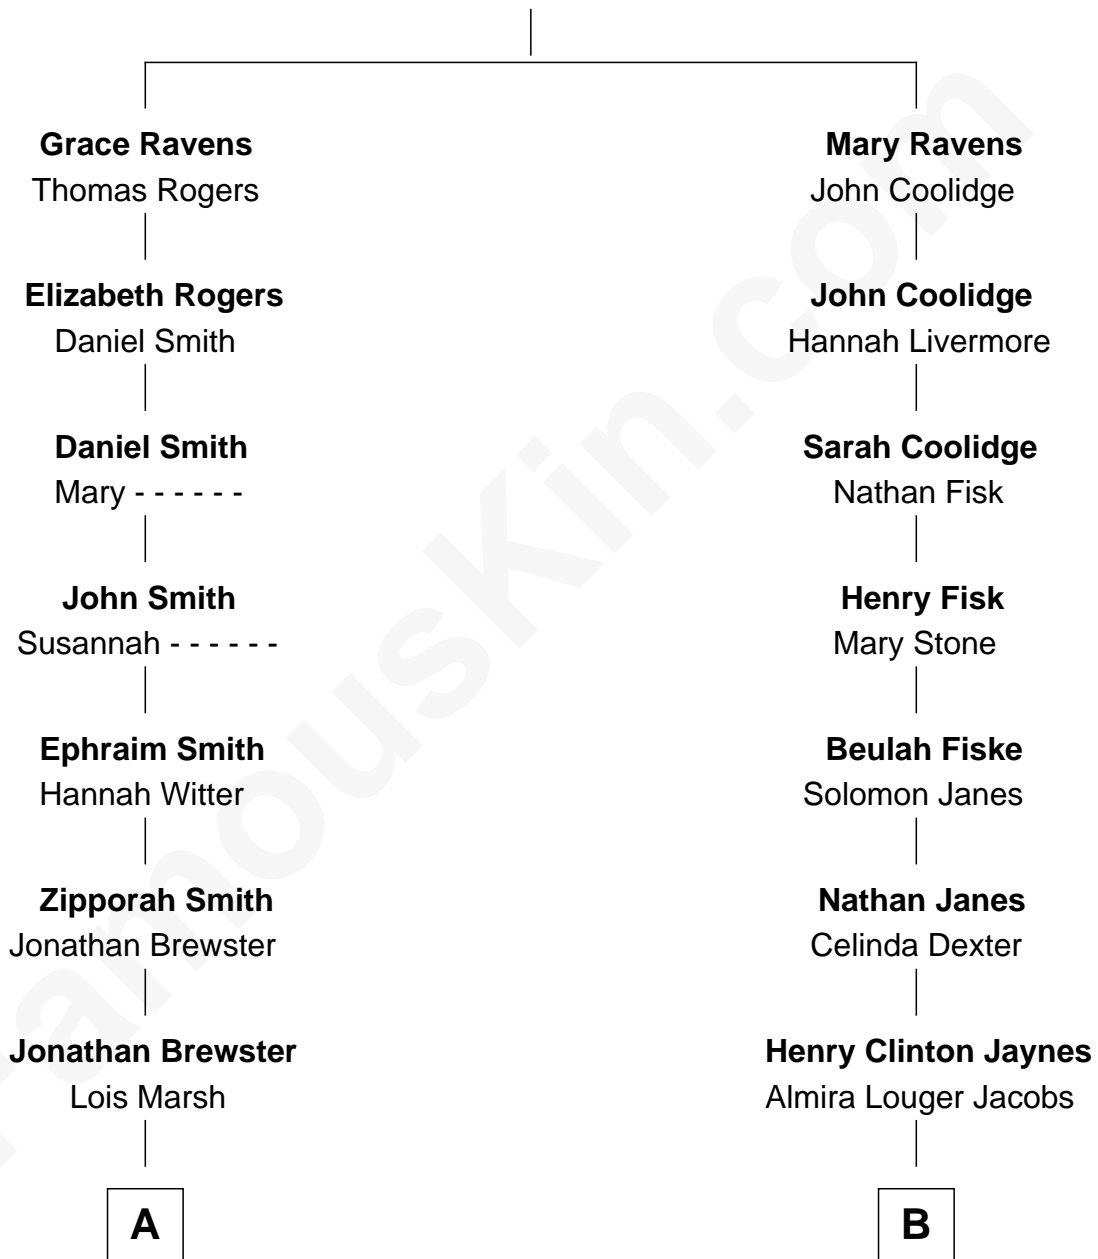 Grace Ravens
Thomas Rogers
Elizabeth Rogers
Daniel Smith
Daniel Smith
Mary - - - - - -
John Smith
Susannah - - - - - -
Ephraim Smith
Hannah Witter
Zipporah Smith
Jonathan Brewster
Jonathan Brewster
Lois Marsh
A
Mary Ravens
John Coolidge
John Coolidge
Hannah Livermore
Sarah Coolidge
Nathan Fisk
Henry Fisk
Mary Stone
Beulah Fiske
Solomon Janes
Nathan Janes
Celinda Dexter
Henry Clinton Jaynes
Almira Louger Jacobs
B
FamousKin.com